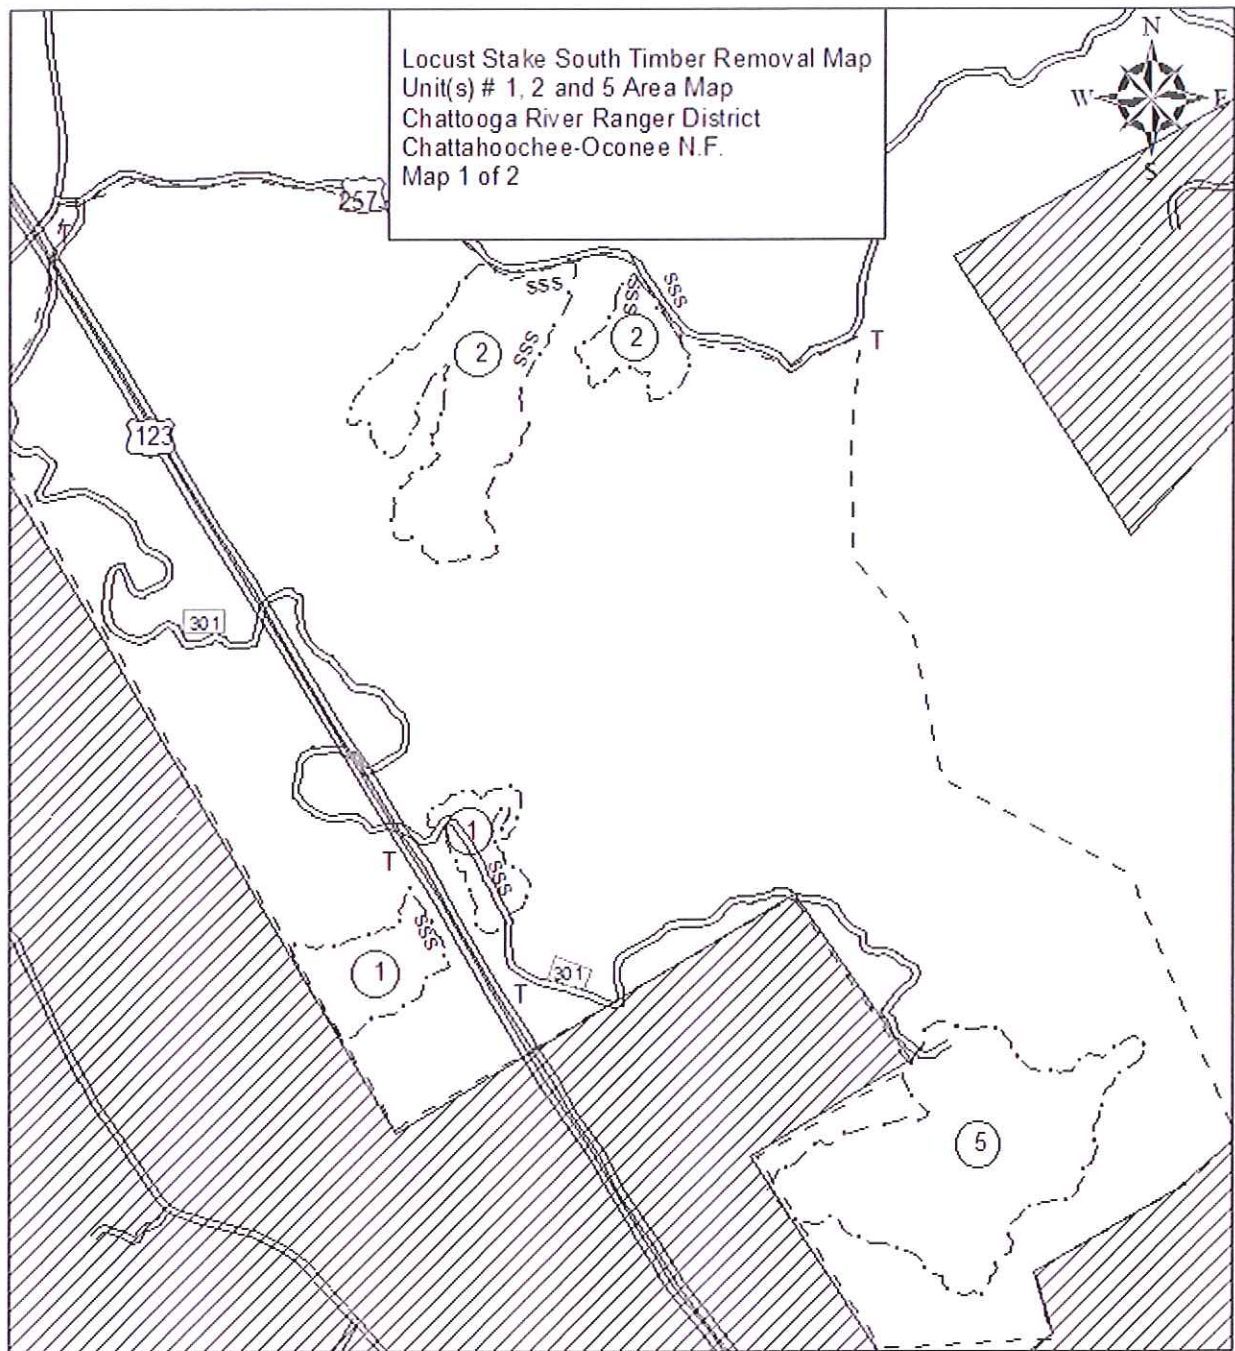 Locust Stake South Timber Removal Map
Unit(s) # 1, 2 and 5 Area Map
Chattooga River Ranger District
Chattahoochee-Oconee N.F.
Map 1 of 2
N
W
E
S
257
T
SSS
SSS
SSS
SSS
2
2
T
123
301
1
T
SSS
SSS
1
301
T
5